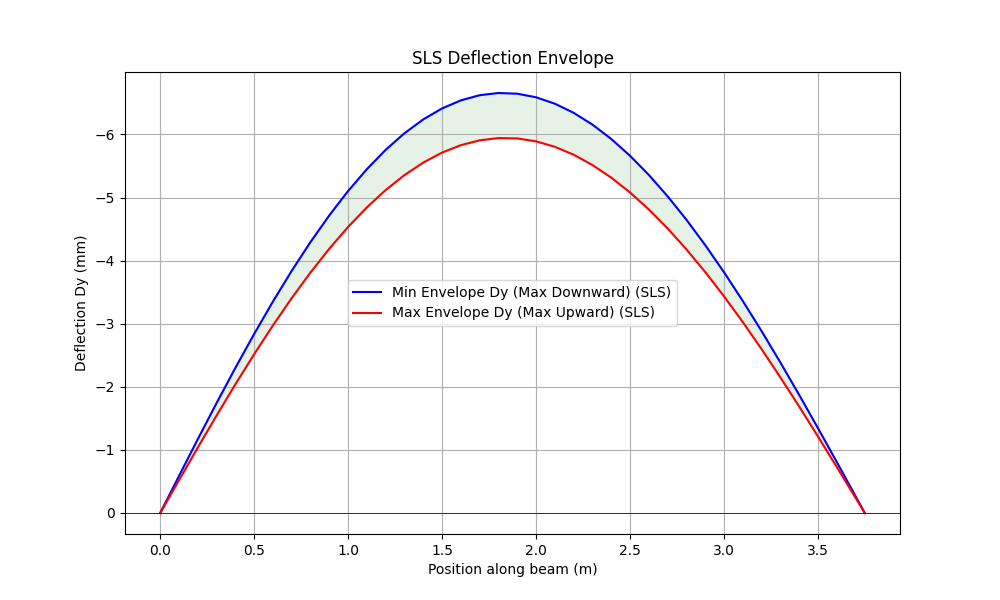 SLS Deflection Envelope
Deflection Dy (mm)
−6
−5
−4
−3
−2
−1
0
Min Envelope Dy (Max Downward) (SLS)
Max Envelope Dy (Max Upward) (SLS)
0.0 0.5 1.0 1.5 2.0 2.5 3.0 3.5
Position along beam (m)